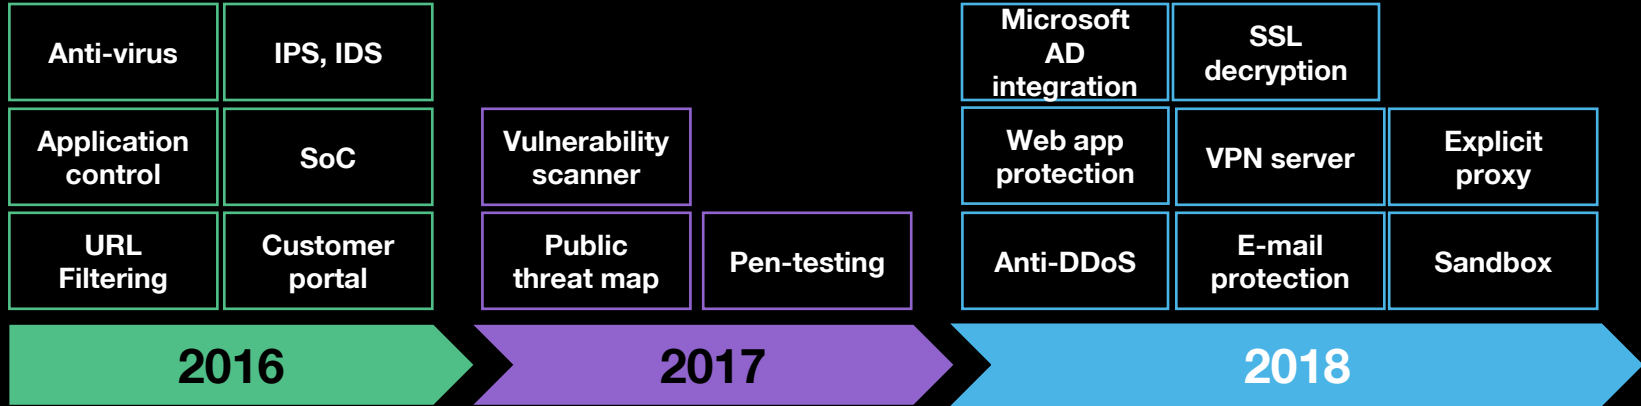 Anti-virus
IPS, IDS
Application
control
SoC
URL
Filtering
Customer
portal
2016
Vulnerability
scanner
Public
threat map
Pen-testing
2017
Microsoft
AD
integration
SSL
decryption
Web app
protection
VPN server
Explicit
proxy
Anti-DDoS
E-mail
protection
Sandbox
2018